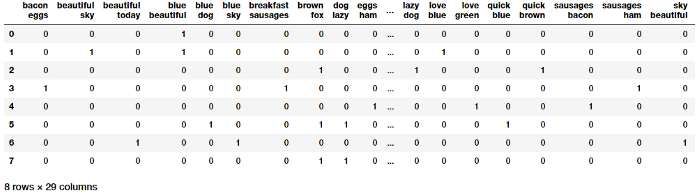 bacon beautiful beautiful blue blue blue breakfast brown dog eggs ... lazy love love quick quick sausages sausages sky
eggs sky today beautiful dog sky sausages fox lazy ham dog blue green blue brown bacon ham beautiful
0 0 0 0 1 0 0 0 0 0 0 ... 0 0 0 0 0 0 0 0
1 0 1 0 1 0 0 0 0 0 0 ... 0 1 0 0 0 0 0 0
2 0 0 0 0 0 0 0 1 0 0 ... 1 0 0 0 1 0 0 0
3 1 0 0 0 0 0 1 0 0 0 ... 0 0 0 0 0 0 1 0
4 0 0 0 0 0 0 0 0 0 1 ... 0 0 1 0 0 1 0 0
5 0 0 0 0 1 0 0 1 1 0 ... 0 0 0 1 0 0 0 0
6 0 0 1 0 0 1 0 0 0 0 ... 0 0 0 0 0 0 0 1
7 0 0 0 0 0 0 0 1 1 0 ... 0 0 0 0 0 0 0 0
8 rows × 29 columns